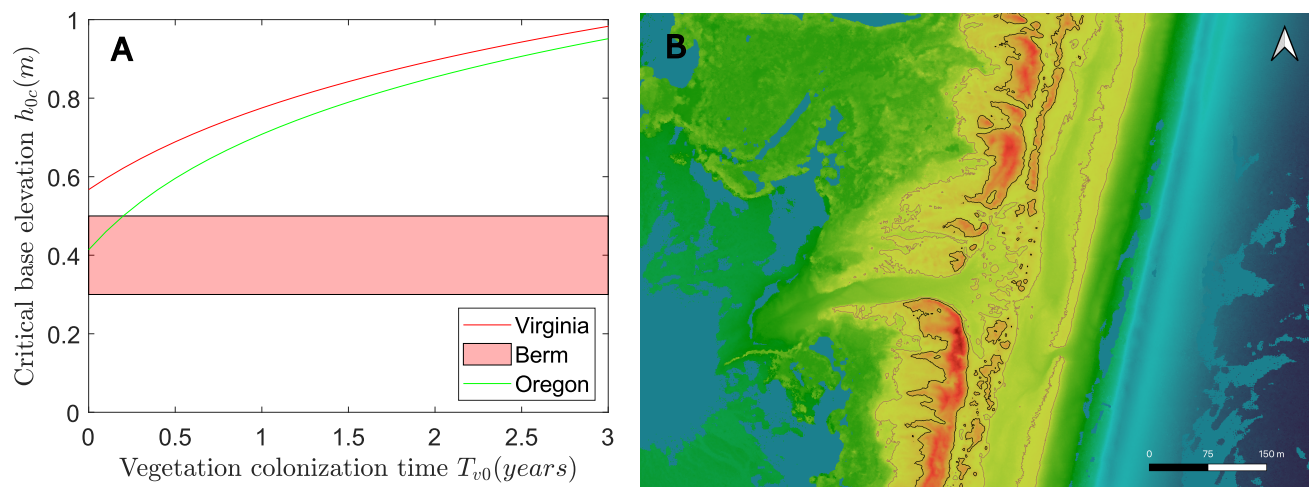 A
Critical base elevation h0c(m)
1
0.8
0.6
0.4
0.2
0
0 0.5 1 1.5 2 2.5 3
Vegetation colonization time Tv0(years)
Virginia
Berm
Oregon
B
0 75 150 m